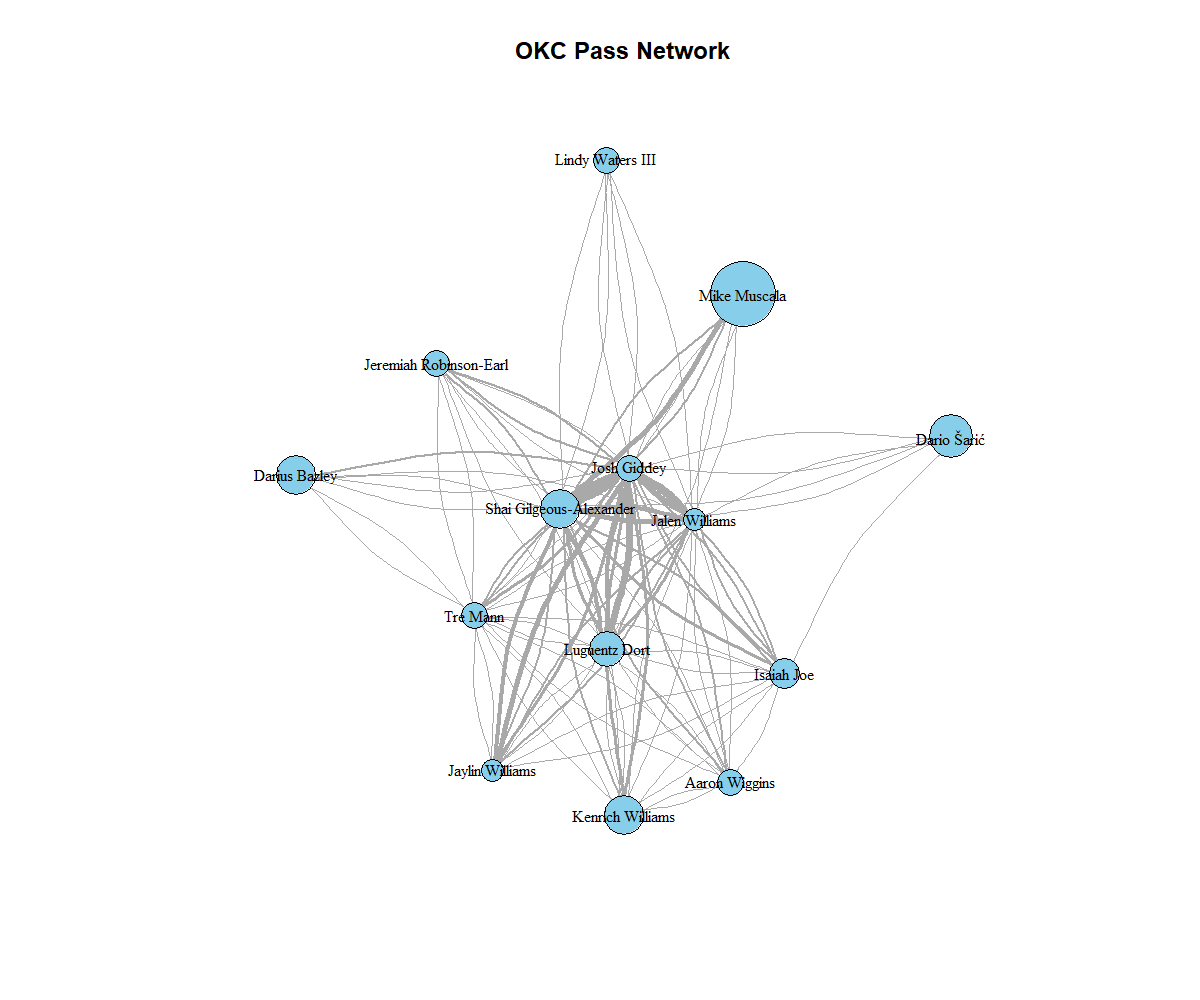 OKC Pass Network
Lindy Waters III
Mike Muscala
Jeremiah Robinson-Earl
Dario Šarić
Josh Giddey
Darius Bazley
Shai Gilgeous-Alexander
Jalen Williams
Tre Mann
Luguentz Dort
Isaiah Joe
Jaylin Williams
Aaron Wiggins
Kenrich Williams